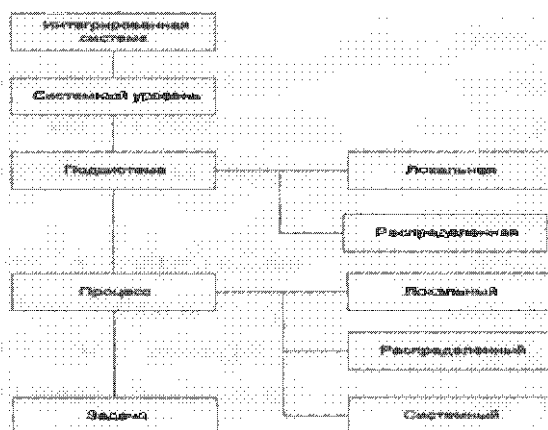 Интегрированная
система
Системный уровень
Подсистема
Локальная
Распределенная
Процесс
Локальный
Распределенный
Задача
Системный